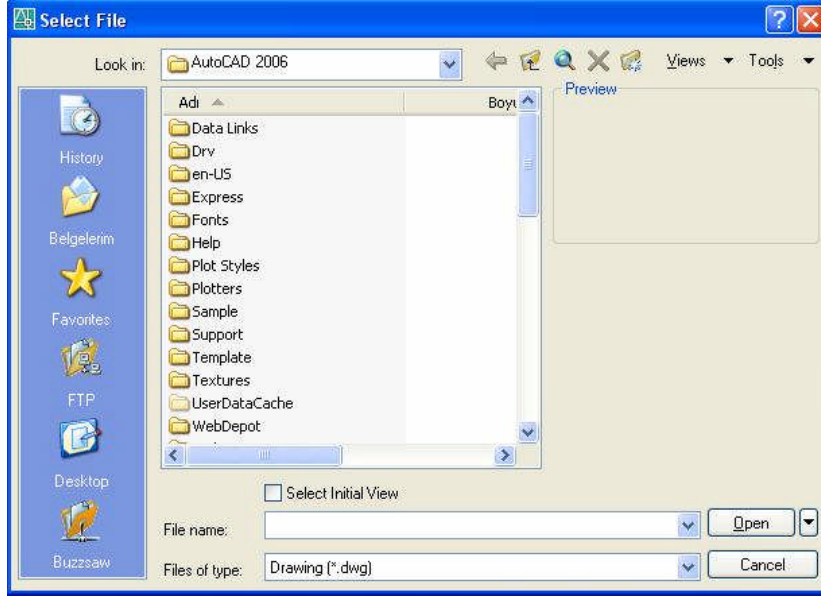 Select File
Look in: AutoCAD 2006 Views Tools
History
Belgelerim
Favorites
FTP
Desktop
Buzzsaw
Adı Boyu
Data Links
Drv
en-US
Express
Fonts
Help
Plot Styles
Plotters
Sample
Support
Template
Textures
UserDataCache
WebDepot
Preview
Select Initial View
File name: Open
Files of type: Drawing (*.dwg) Cancel